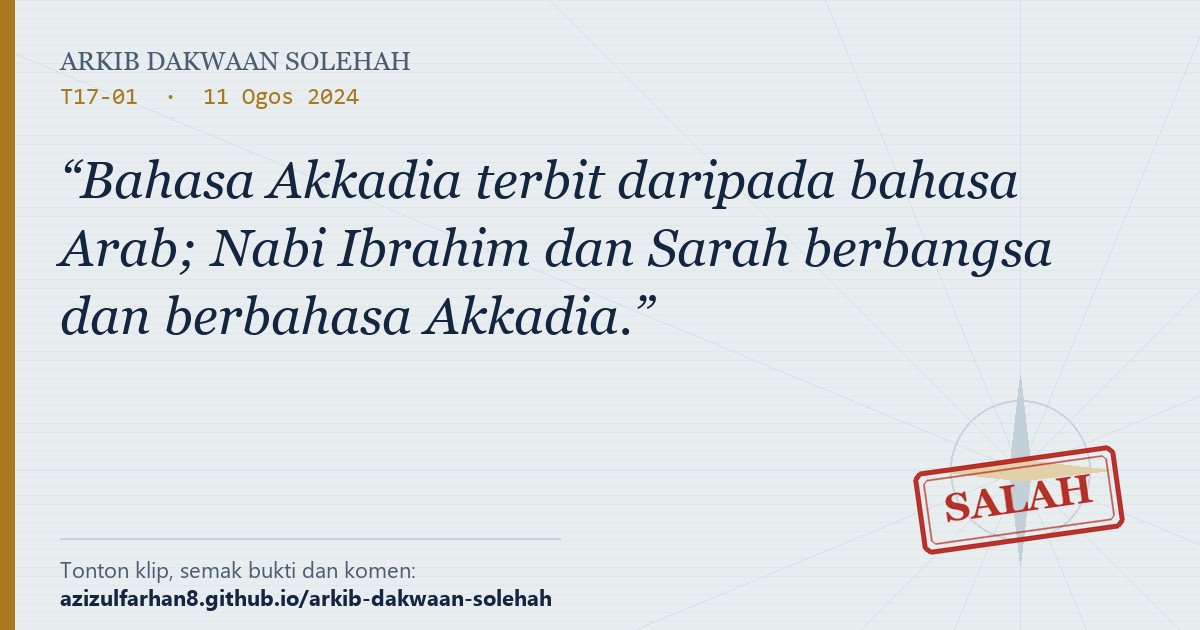 ARKIB DAKWAAN SOLEHAH
T17-01 · 11 Ogos 2024
“Bahasa Akkadia terbit daripada bahasa
Arab; Nabi Ibrahim dan Sarah berbangsa
dan berbahasa Akkadia.”
SALAH
Tonton klip, semak bukti dan komen:
azizulfarhan8.github.io/arkib-dakwaan-solehah